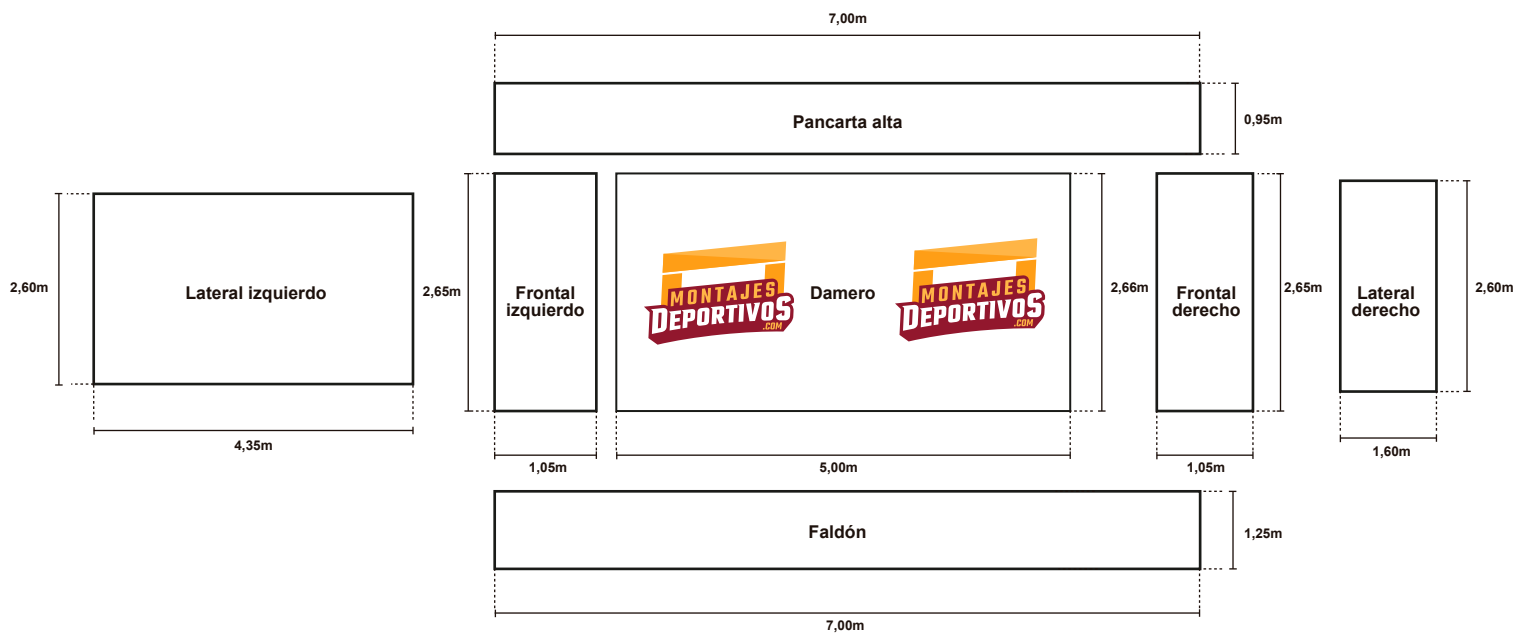 7,00m
Pancarta alta
0,95m
2,60m
Lateral izquierdo
4,35m
2,65m
Frontal
izquierdo
1,05m
MONTAJES
DEPORTIVOS
.COM
Damero
MONTAJES
DEPORTIVOS
.COM
5,00m
2,66m
Frontal
derecho
1,05m
2,65m
Lateral
derecho
1,60m
2,60m
Faldón
1,25m
7,00m